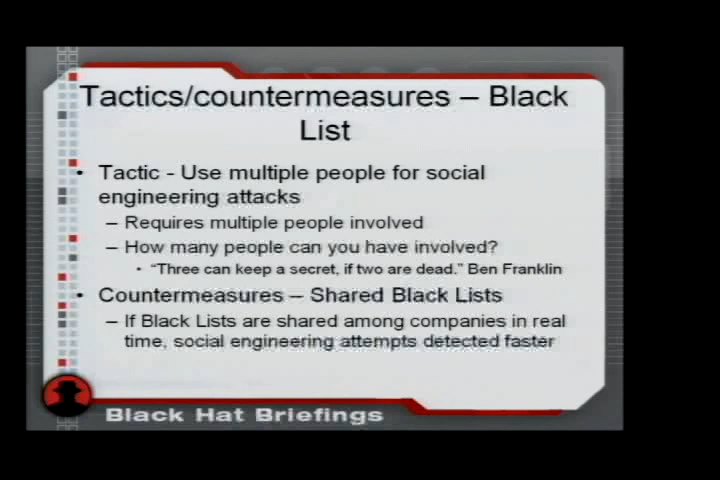 Tactics/countermeasures – Black
List
• Tactic - Use multiple people for social
engineering attacks
– Requires multiple people involved
– How many people can you have involved?
• "Three can keep a secret, if two are dead." Ben Franklin
• Countermeasures – Shared Black Lists
– If Black Lists are shared among companies in real
time, social engineering attempts detected faster
Black Hat Briefings